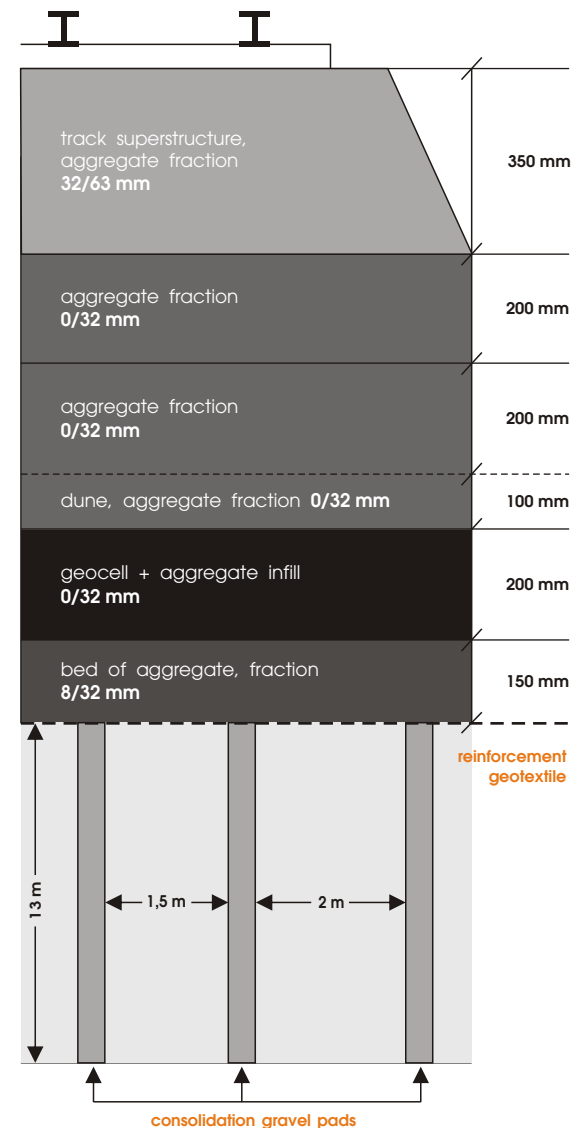 track superstructure,
aggregate fraction
32/63 mm
350 mm
aggregate fraction
0/32 mm
200 mm
aggregate fraction
0/32 mm
200 mm
dune, aggregate fraction 0/32 mm
100 mm
geocell + aggregate infill
0/32 mm
200 mm
bed of aggregate, fraction
8/32 mm
150 mm
reinforcement
geotextile
13 m
1,5 m
2 m
consolidation gravel pads